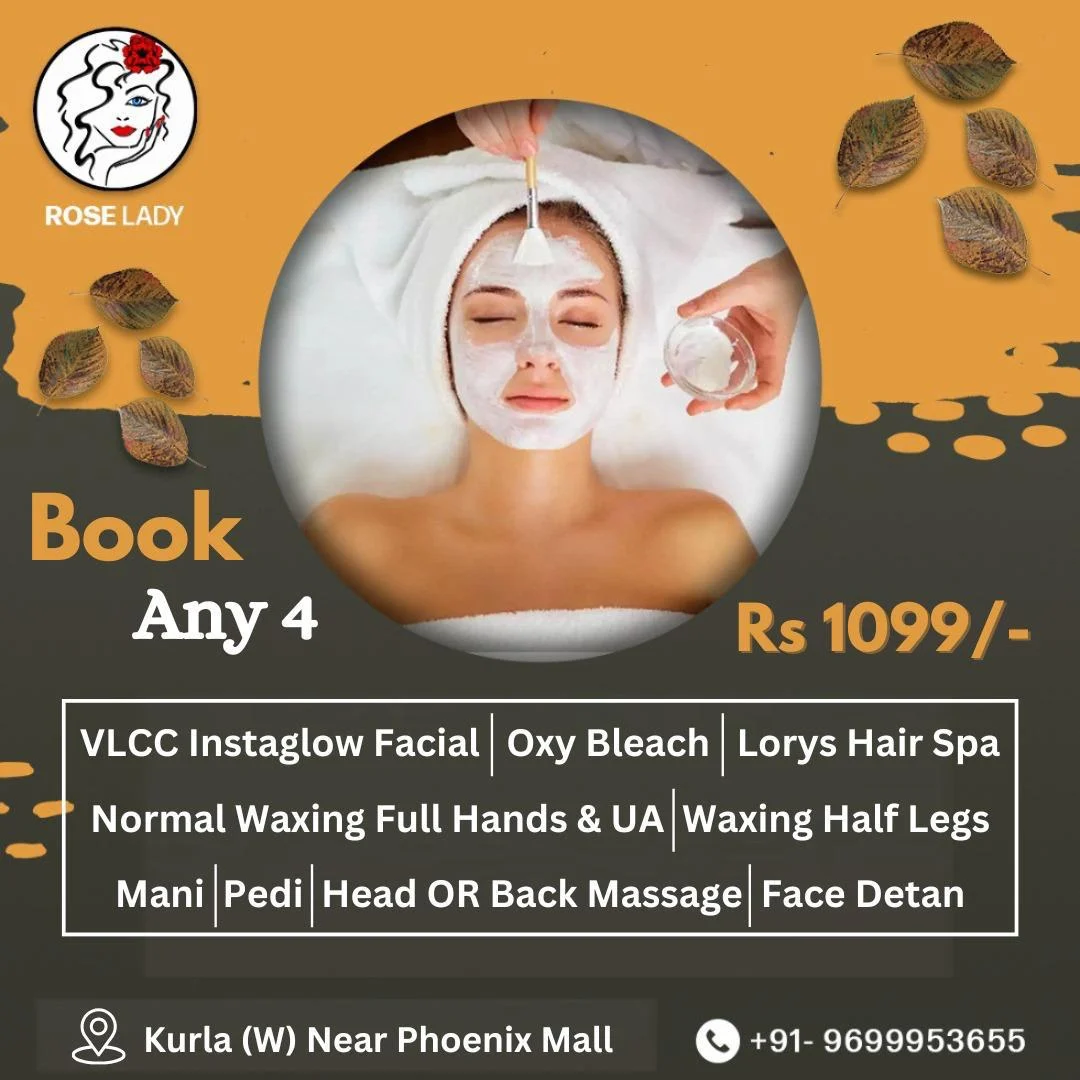 ROSE LADY
Book
Any 4
Rs 1099/-
VLCC Instaglow Facial | Oxy Bleach | Lorys Hair Spa
Normal Waxing Full Hands & UA | Waxing Half Legs
Mani | Pedi | Head OR Back Massage | Face Detan
Kurla (W) Near Phoenix Mall
+91- 9699953655